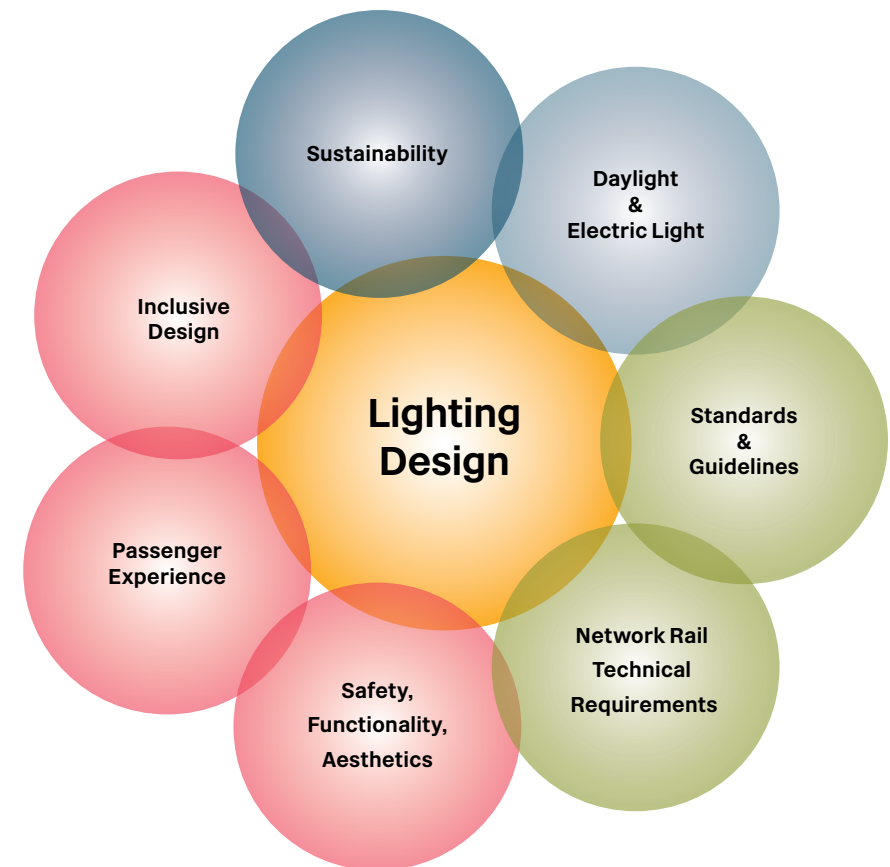 Sustainability
Daylight
&
Electric Light
Inclusive
Design
Lighting
Design
Standards
&
Guidelines
Passenger
Experience
Network Rail
Technical
Requirements
Safety,
Functionality,
Aesthetics